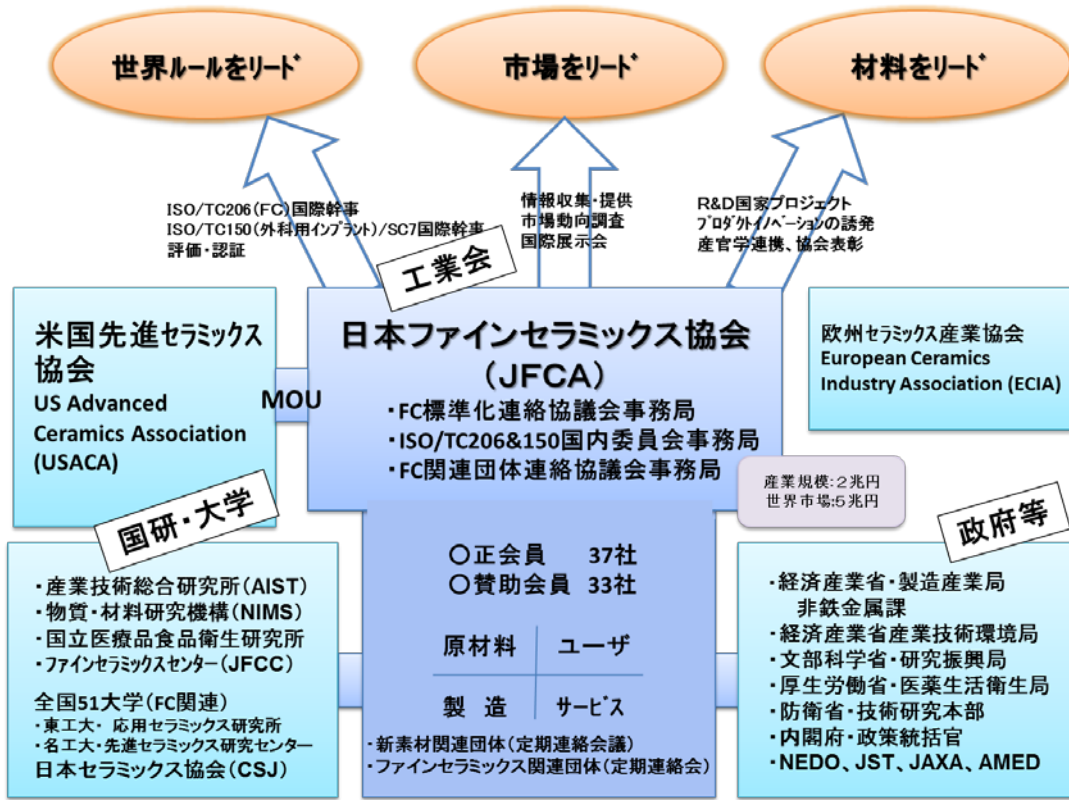 世界ルールをリード
市場をリード
材料をリード
ISO/TC206(FC)国際幹事
ISO/TC150(外科用インプラント)/SC7国際幹事
評価・認証
情報収集・提供
市場動向調査
国際展示会
R&D国家プロジェクト
プロダクトイノベーションの誘発
産官学連携、協会表彰
工業会
米国先進セラミックス
協会
US Advanced
Ceramics Association
(USACA)
MOU
日本ファインセラミックス協会
(JFCA)
・FC標準化連絡協議会事務局
・ISO/TC206&150国内委員会事務局
・FC関連団体連絡協議会事務局
欧州セラミックス産業協会
European Ceramics
Industry Association (ECIA)
産業規模:2兆円
世界市場:5兆円
国研・大学
・産業技術総合研究所(AIST)
・物質・材料研究機構(NIMS)
・国立医療品食品衛生研究所
・ファインセラミックスセンター(JFCC)
全国51大学(FC関連)
・東工大・応用セラミックス研究所
・名工大・先進セラミックス研究センター
日本セラミックス協会(CSJ)
〇正会員 37社
〇賛助会員 33社
原材料 ユーザ
製造 サービス
・新素材関連団体(定期連絡会議)
・ファインセラミックス関連団体(定期連絡会)
政府等
・経済産業省・製造産業局
非鉄金属課
・経済産業省産業技術環境局
・文部科学省・研究振興局
・厚生労働省・医薬生活衛生局
・防衛省・技術研究本部
・内閣府・政策統括官
・NEDO、JST、JAXA、AMED